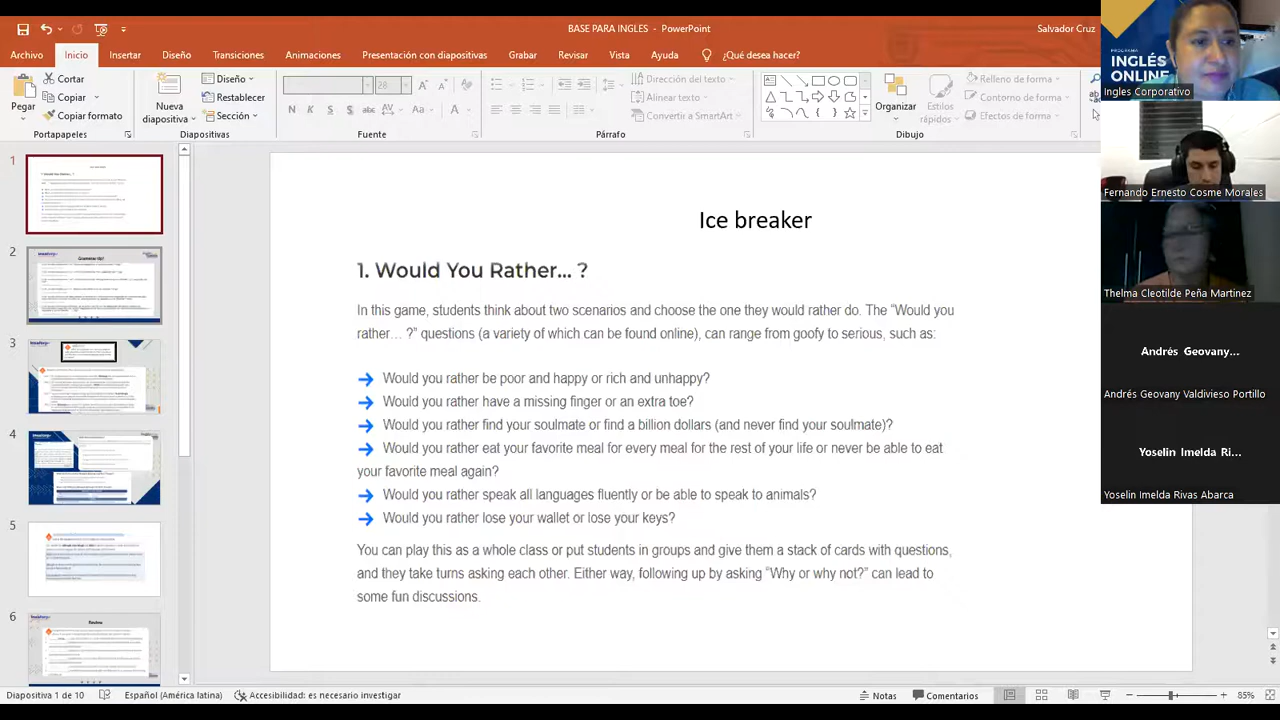 BASE PARA INGLES - PowerPoint
Salvador Cruz
Archivo Inicio Insertar Diseño Transiciones Animaciones Presentación con diapositivas Grabar Revisar Vista Ayuda ¿Qué desea hacer?
Pegar
Cortar
Copiar
Copiar formato
Portapapeles
Nueva
diapositiva
Diseño
Restablecer
Sección
Diapositivas
28
N K S S abc AV Aa A
Fuente
Dirección del texto
Alinear texto
Convertir a SmartArt
Párrafo
Organizar
Estilos
rápidos
Relleno de forma
Contorno de forma
Efectos de forma
Dibujo
1
2
3
4
5
6
Grammar tip!
Review
Ice breaker
1. Would You Rather... ?
In this game, students think about two scenarios and choose the one they would rather do. The “Would you
rather... ?” questions (a variety of which can be found online), can range from goofy to serious, such as:
Would you rather be poor and happy or rich and unhappy?
Would you rather have a missing finger or an extra toe?
Would you rather find your soulmate or find a billion dollars (and never find your soulmate)?
Would you rather eat your favorite meal for every meal for the rest of your life or never be able to eat
your favorite meal again?
Would you rather speak all languages fluently or be able to speak to animals?
Would you rather lose your wallet or lose your keys?
You can play this as a whole class or put students in groups and give them a stack of cards with questions,
and they take turns asking each other. Either way, following up by asking “Why or why not?” can lead to
some fun discussions.
PROGRAMA
INGLÉS
ONLINE
Ingles Corporativo
Fernando Ernesto Cosme Morales
Thelma Cleotilde Peña Martinez
Andrés Geovany...
Andrés Geovany Valdivieso Portillo
Yoselin Imelda Ri...
Yoselin Imelda Rivas Abarca
Diapositiva 1 de 10 Español (América latina) Accesibilidad: es necesario investigar Notas Comentarios 85%